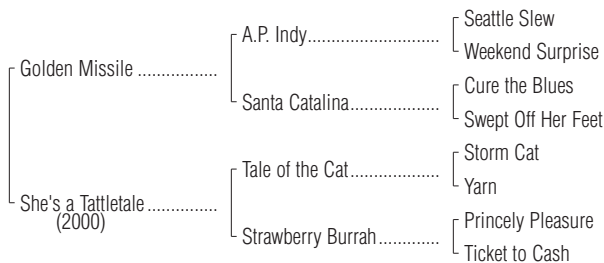 Seattle Slew
A.P. Indy..........................
Weekend Surprise
Golden Missile ................
Cure the Blues
Santa Catalina..................
Swept Off Her Feet
Storm Cat
Tale of the Cat..................
Yarn
She's a Tattletale..............
(2000)
Princely Pleasure
Strawberry Burrah............
Ticket to Cash